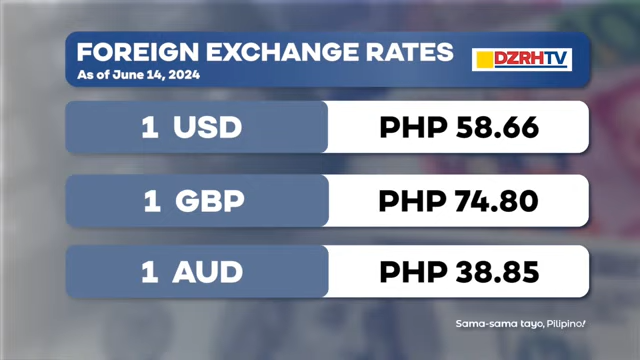 FOREIGN EXCHANGE RATES
As of June 14, 2024
DZRHTV
1 USD PHP 58.66
1 GBP PHP 74.80
1 AUD PHP 38.85
Sama-sama tayo, Pilipino!